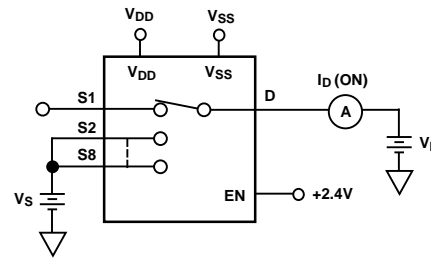 VDD
VSS
VDD
VSS
ID (ON)
S1
D
A
S2
S8
VS
EN
+2.4V